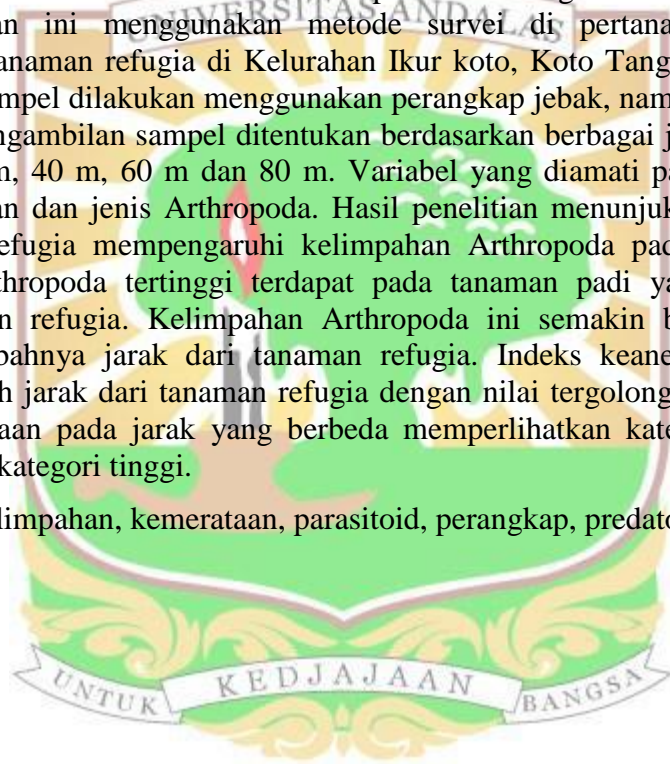 UNIVERSITAS ANDALAS
an ini menggunakan metode survei di pertana
anaman refugia di Kelurahan Ikur koto, Koto Tang
mpel dilakukan menggunakan perangkap jebak, nam
ngambilan sampel ditentukan berdasarkan berbagai j
m, 40 m, 60 m dan 80 m. Variabel yang diamati pa
an dan jenis Arthropoda. Hasil penelitian menunjuk
efugia mempengaruhi kelimpahan Arthropoda pad
thropoda tertinggi terdapat pada tanaman padi ya
n refugia. Kelimpahan Arthropoda ini semakin b
bahnya jarak dari tanaman refugia. Indeks keane
h jarak dari tanaman refugia dengan nilai tergolong
aan pada jarak yang berbeda memperlihatkan kate
kategori tinggi.
limpahan, kemerataan, parasitoid, perangkap, predato
UNTUK KEDJAJAAN BANGSA